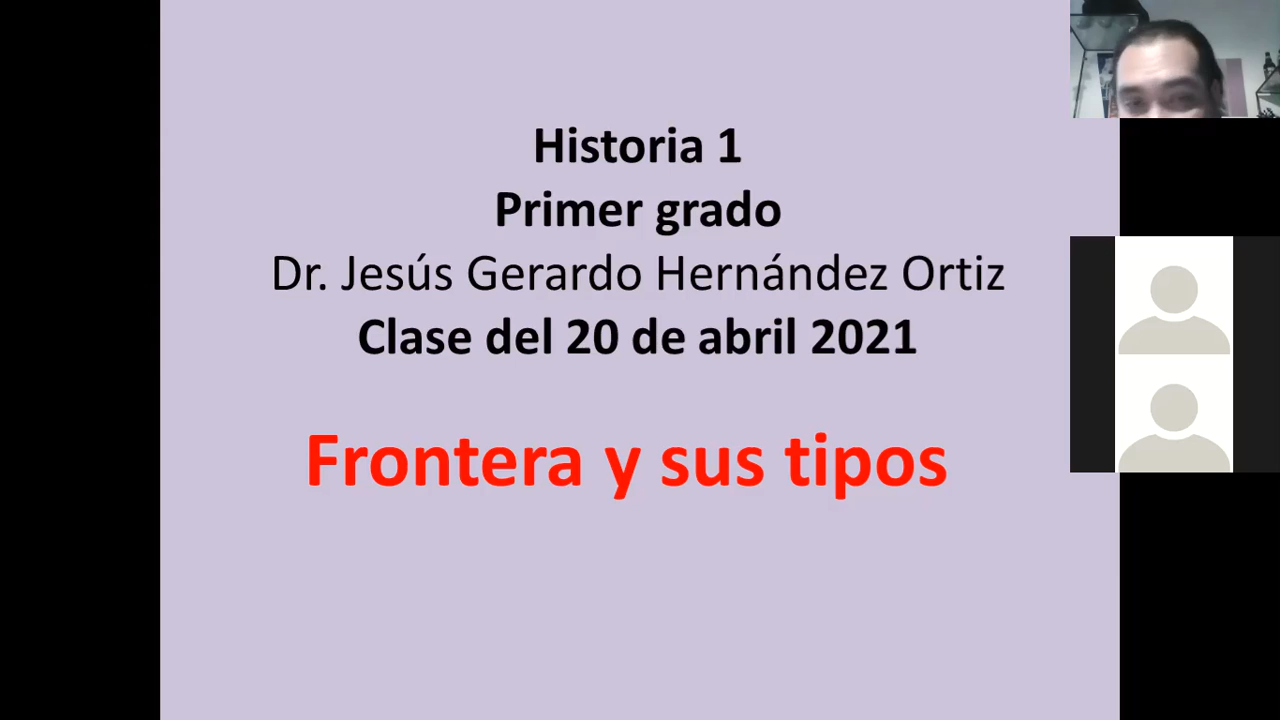 Historia 1
Primer grado
Dr. Jesús Gerardo Hernández Ortiz
Clase del 20 de abril 2021
Frontera y sus tipos